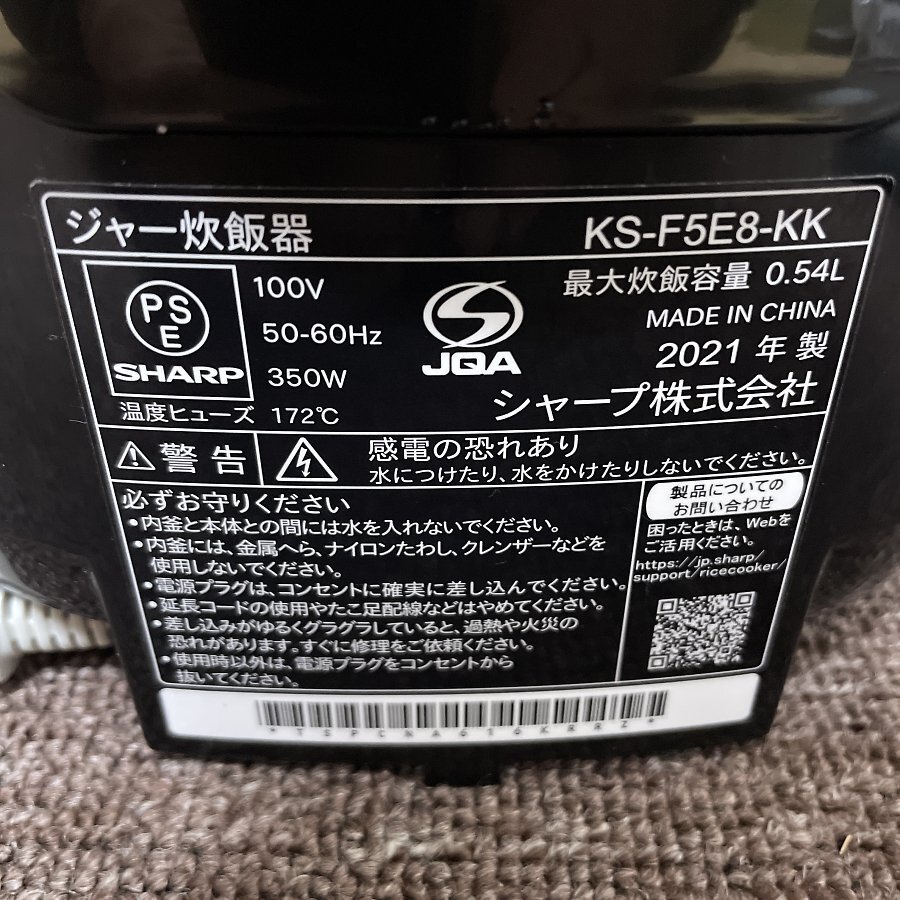 ジャー炊飯器
KS-F5E8-KK
PSE
SHARP
100V
50-60Hz
350W
温度ヒューズ 172℃
JQA
最大炊飯容量 0.54L
MADE IN CHINA
2021 年 製
シャープ株式会社
警告
感電の恐れあり
水につけたり、水をかけたりしないでください。
必ずお守りください
・内釜と本体との間には水を入れないでください。
・内釜には、金属へら、ナイロンたわし、クレンザーなどを
使用しないでください。
・電源プラグは、コンセントに確実に差し込んでください。
・延長コードの使用やたこ足配線などはやめてください。
・差し込みがゆるくグラグラしていると、過熱や火災の
恐れがあります。すぐに修理をご依頼ください。
・使用時以外は、電源プラグをコンセントから
抜いてください。
製品についての
お問い合わせ
困ったときは、Webを
ご活用ください。
https://jp.sharp/
support/ricecooker/
*TSPCNA616KRRZ*